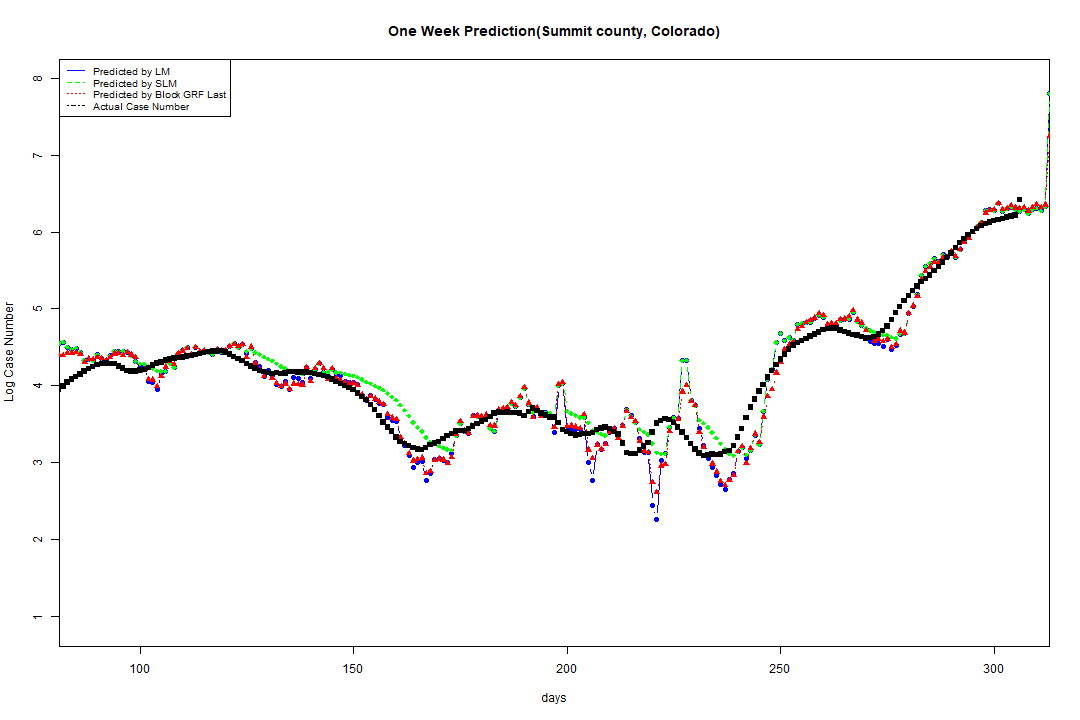 One Week Prediction(Summit county, Colorado)
Predicted by LM
Predicted by SLM
Predicted by Block GRF Last
Actual Case Number
8
7
6
5
4
3
2
1
Log Case Number
100 150 200 250 300
days